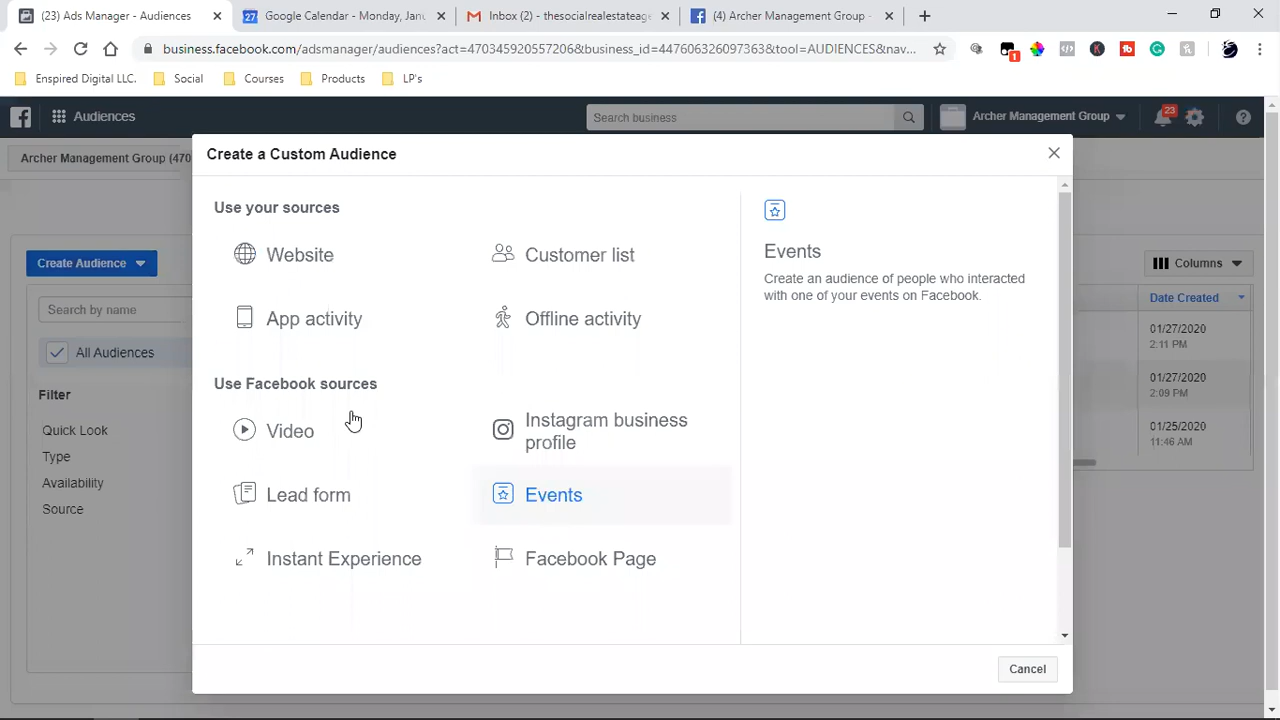 (23) Ads Manager - Audiences
Google Calendar - Monday, Janu
Inbox (2) - thesocialrealestateag
(4) Archer Management Group -
business.facebook.com/adsmanager/audiences?act=470345920557206&business_id=447606326097363&tool=AUDIENCES&nav...
1
Enspired Digital LLC.
Social
Courses
Products
LP's
Audiences
Search business
Archer Management Group
23
Archer Management Group (470
Create a Custom Audience
Use your sources
Website
Customer list
App activity
Offline activity
Use Facebook sources
Video
Instagram business
profile
Lead form
Events
Instant Experience
Facebook Page
Events
Create an audience of people who interacted
with one of your events on Facebook.
Cancel
Create Audience
Columns
Search by name
Date Created
All Audiences
01/27/2020
2:11 PM
Filter
01/27/2020
2:09 PM
Quick Look
01/25/2020
11:46 AM
Type
Availability
Source